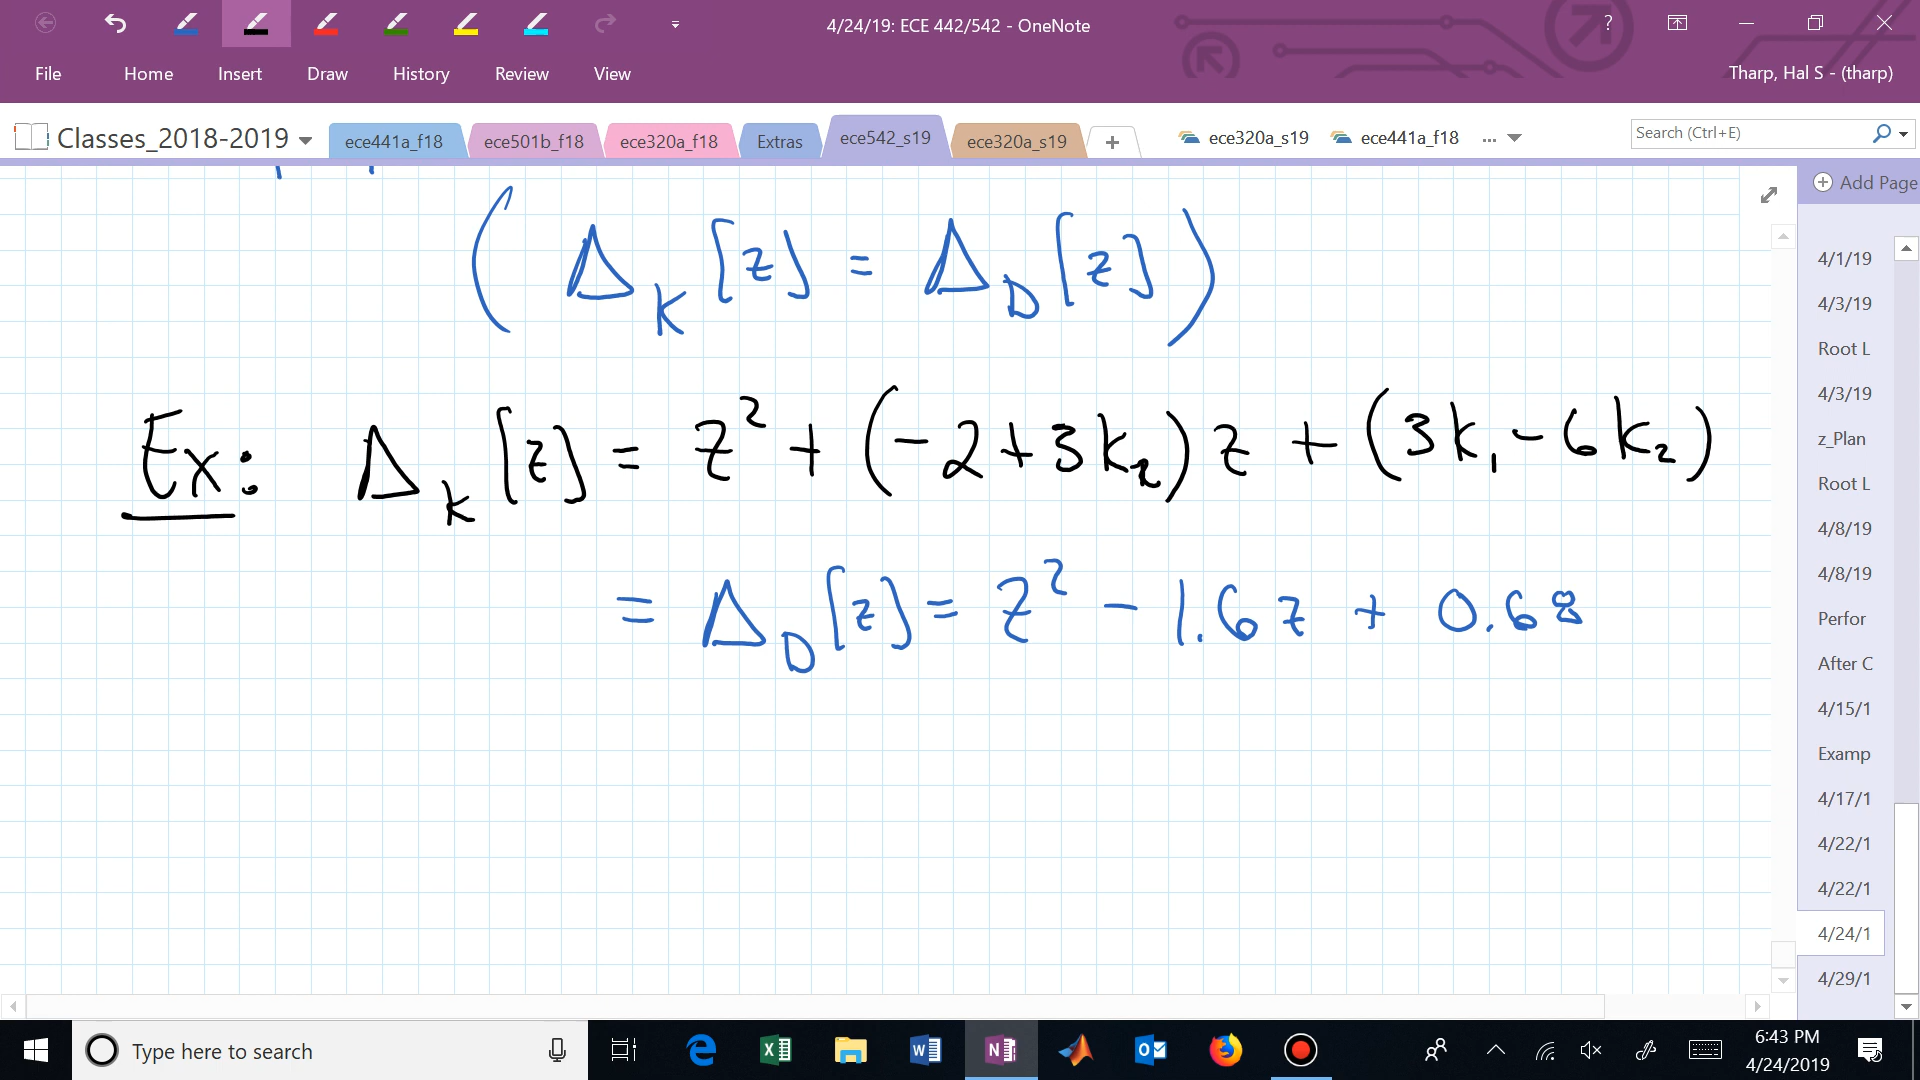 4/24/19: ECE 442/542 - OneNote
?
File Home Insert Draw History Review View
Tharp, Hal S - (tharp)
Classes_2018-2019
ece441a_f18 ece501b_f18 ece320a_f18 Extras ece542_s19 ece320a_s19 +
ece320a_s19 ece441a_f18 ...
Search (Ctrl+E)
Add Page
4/1/19
4/3/19
Root L
4/3/19
z_Plan
Root L
4/8/19
4/8/19
Perfor
After C
4/15/1
Examp
4/17/1
4/22/1
4/22/1
4/24/1
4/29/1
( Δ_K [z] = Δ_D [z] )
Ex: Δ_K [z] = z² + (-2 + 3k₂) z + (3k₁ - 6k₂)
= Δ_D [z] = z² - 1.6z + 0.68
Type here to search
6:43 PM
4/24/2019